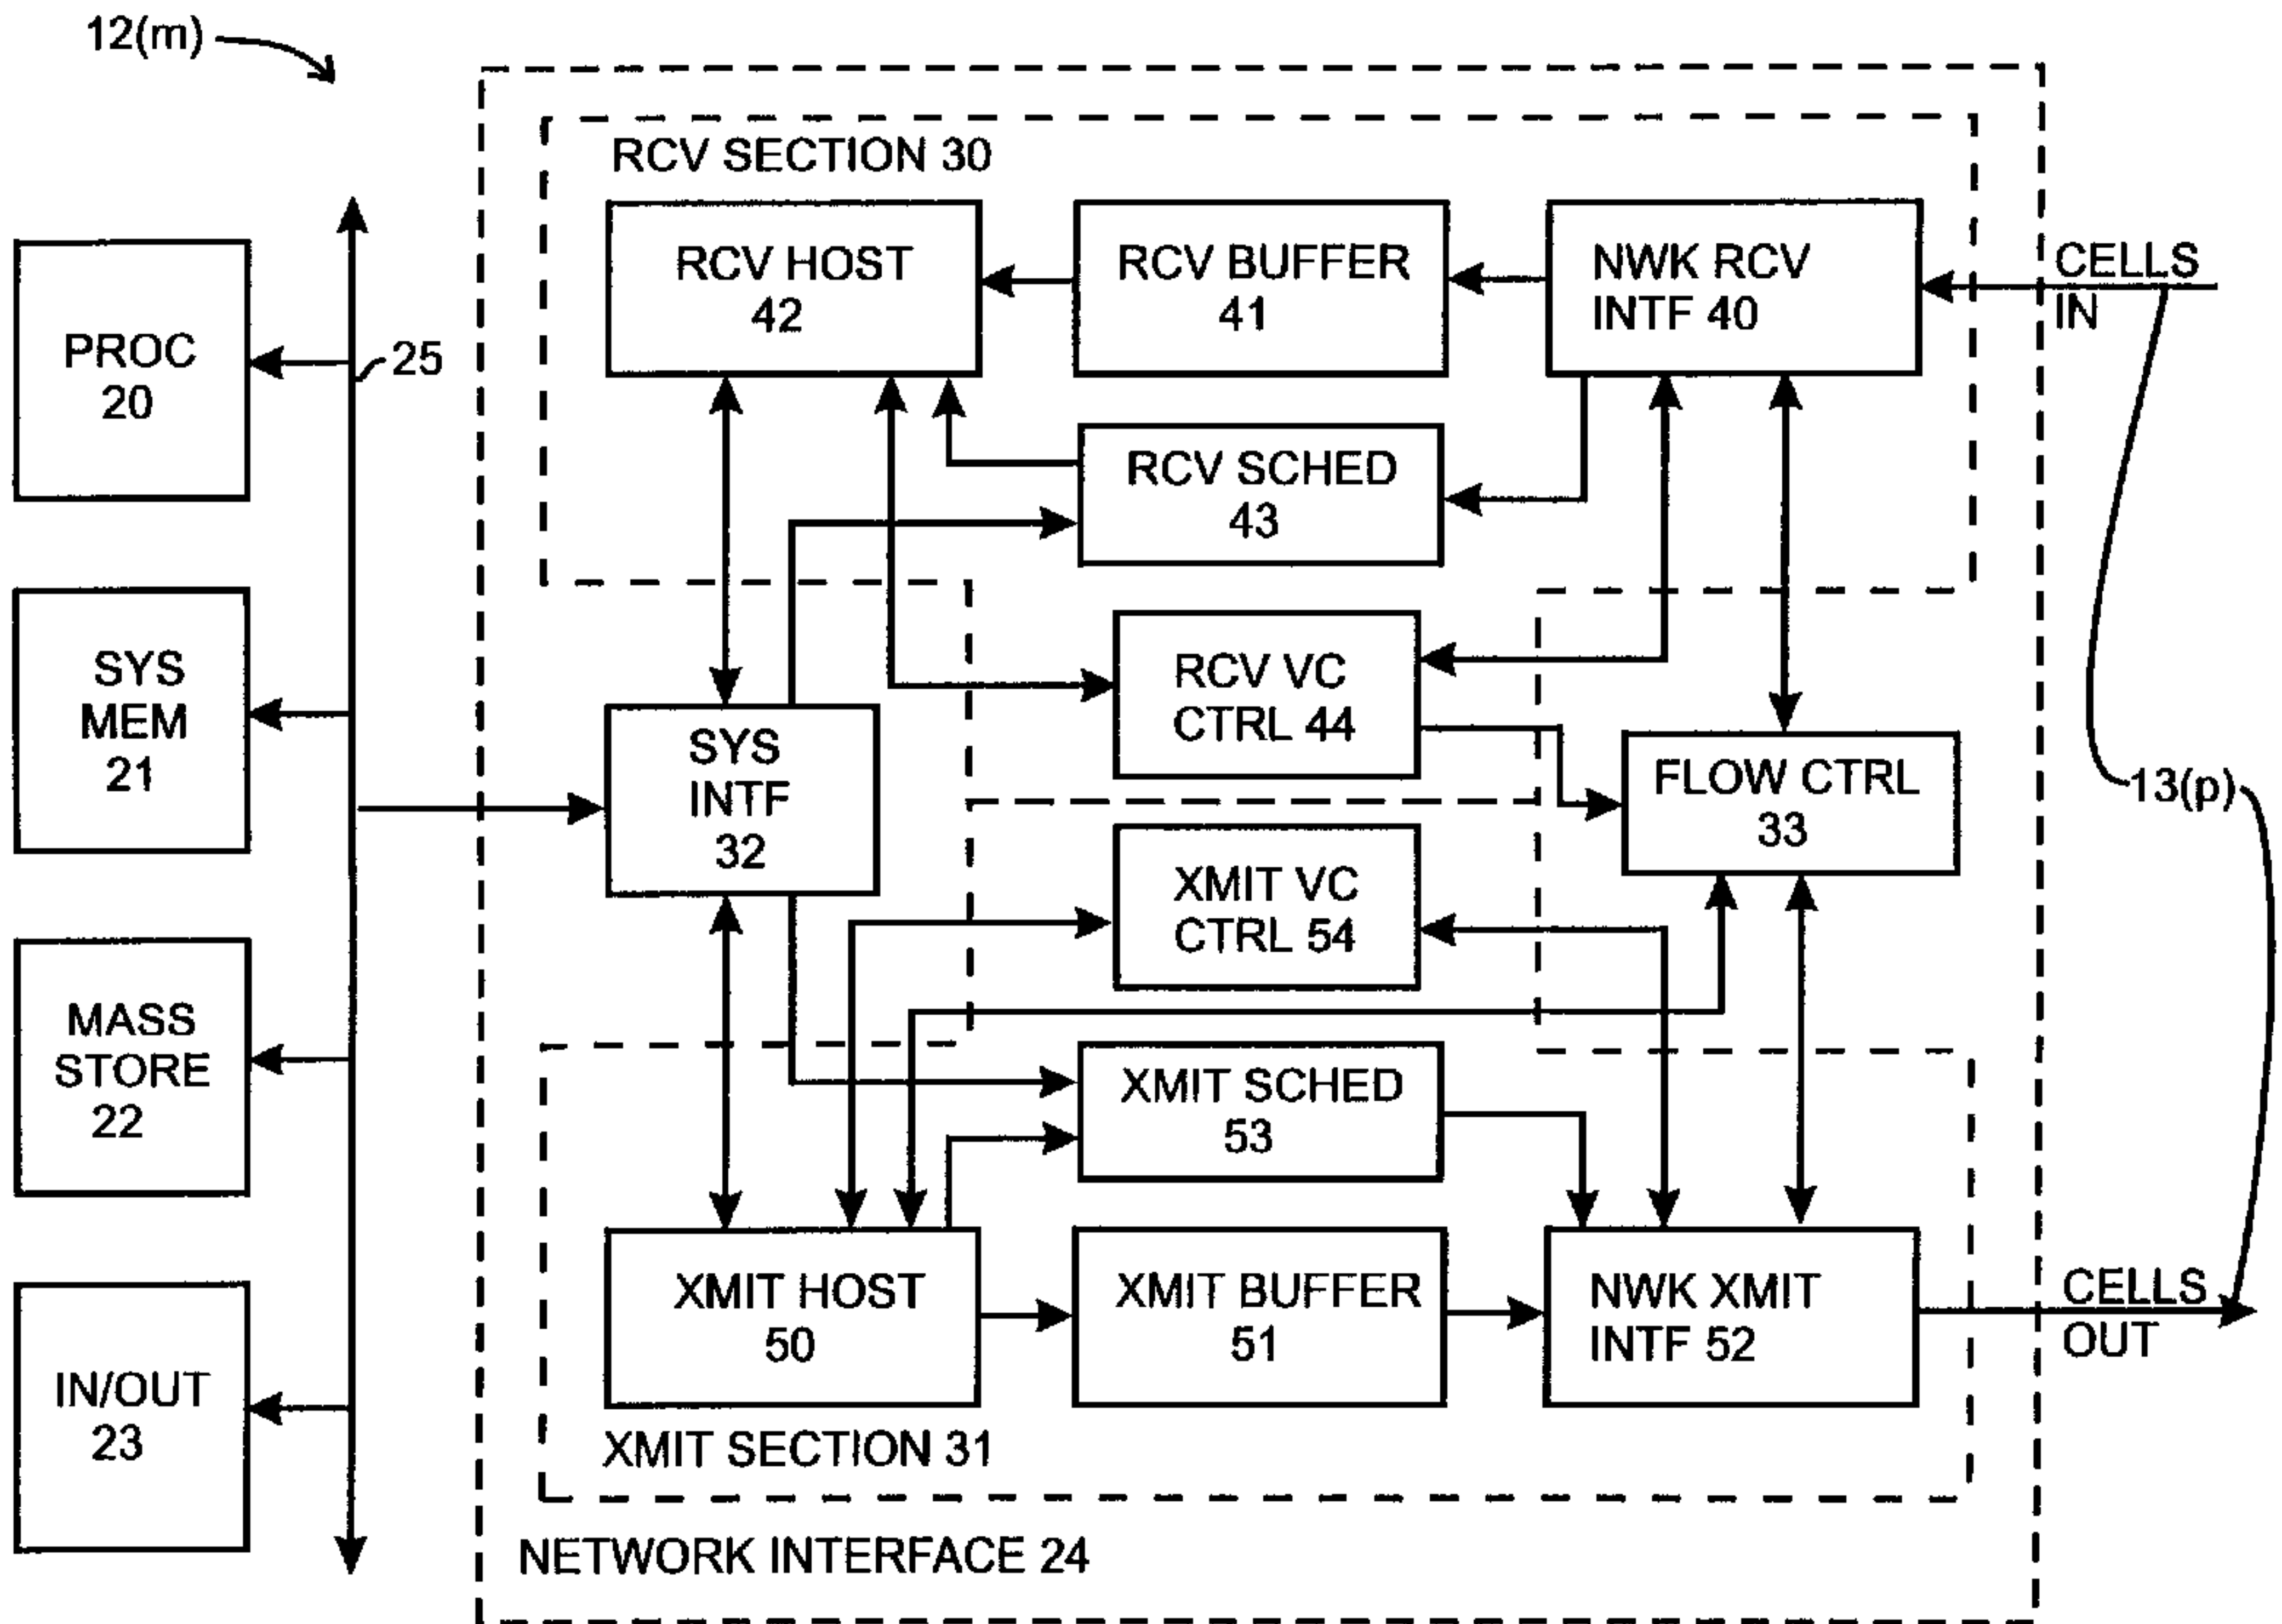 12(m)
RCV SECTION 30
RCV HOST
42
RCV BUFFER
41
NWK RCV
INTF 40
CELLS
IN
PROC
20
25
RCV SCHED
43
SYS
MEM
21
RCV VC
CTRL 44
SYS
INTF
32
FLOW CTRL
33
13(p)
XMIT VC
CTRL 54
MASS
STORE
22
XMIT SCHED
53
XMIT HOST
50
XMIT BUFFER
51
NWK XMIT
INTF 52
CELLS
OUT
IN/OUT
23
XMIT SECTION 31
NETWORK INTERFACE 24